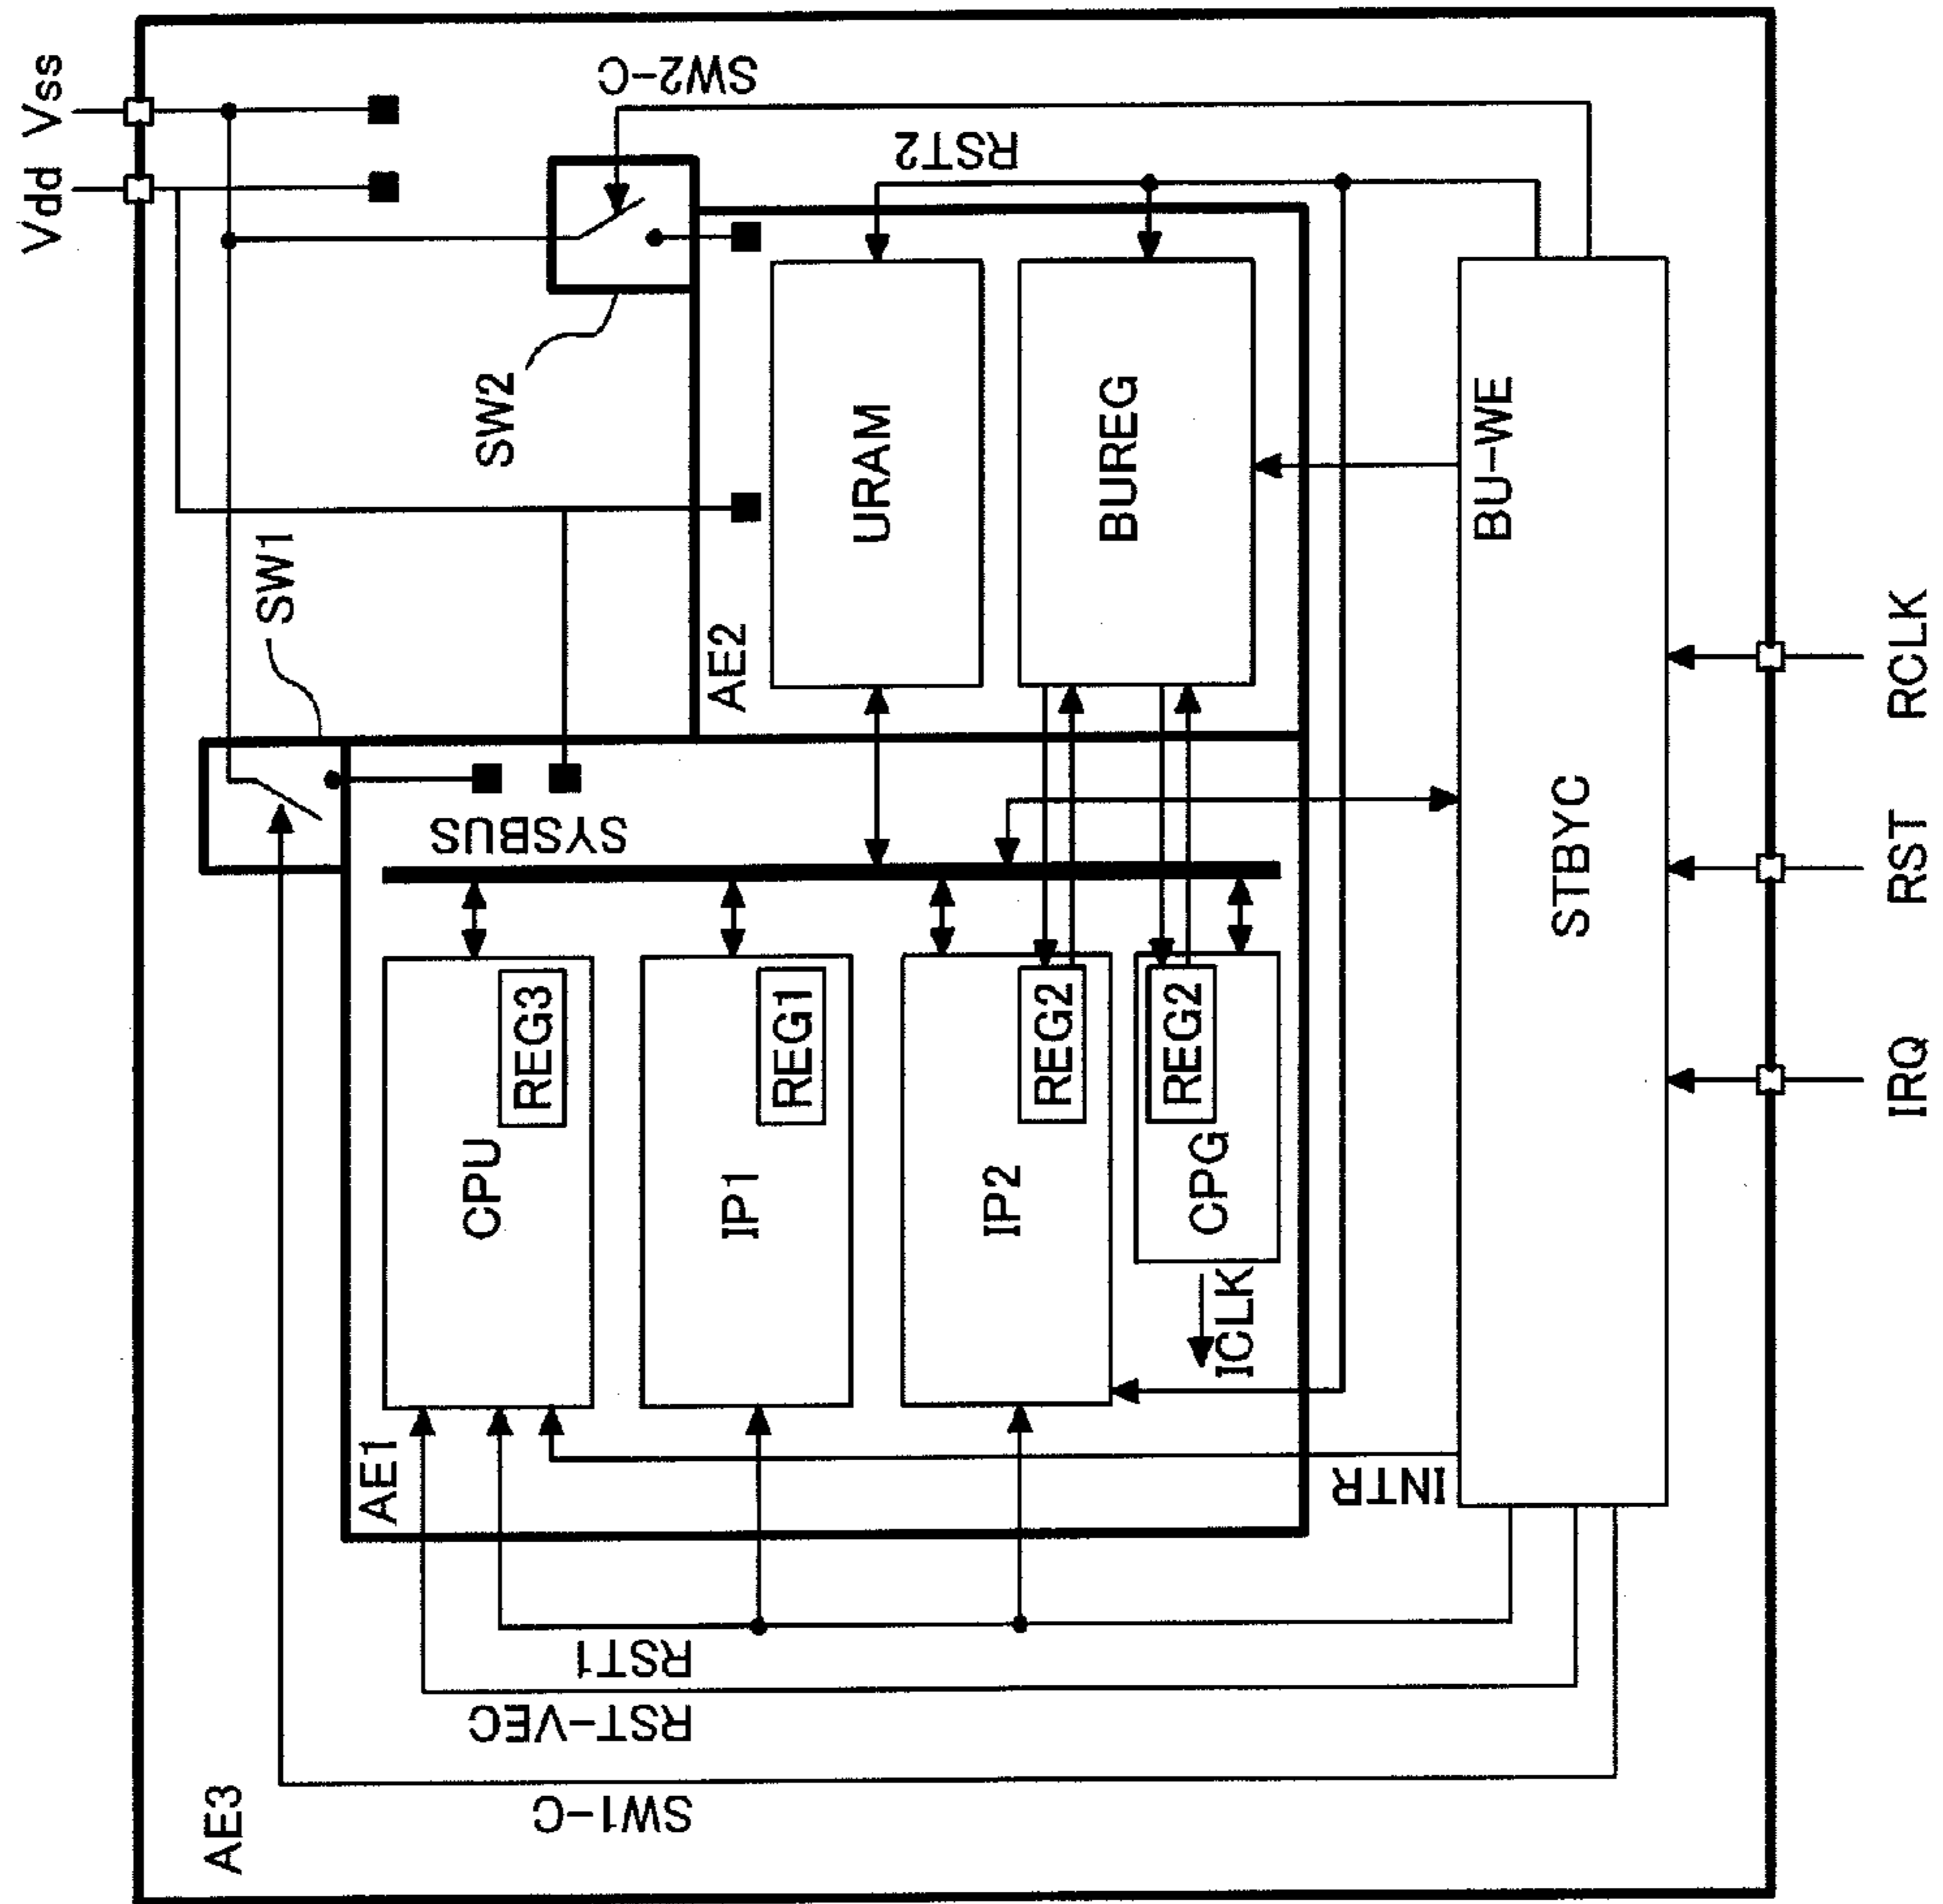 AE3
SW1-C
RST-VEC
RST1
AE1
CPU
REG3
IP1
REG1
IP2
REG2
CPG
REG2
ICLK
INTR
SYSBUS
SW1
AE2
SW2
URAM
BUREG
SW2-C
RST2
Vdd
Vss
STBYC
BU-WE
IRQ
RST
RCLK